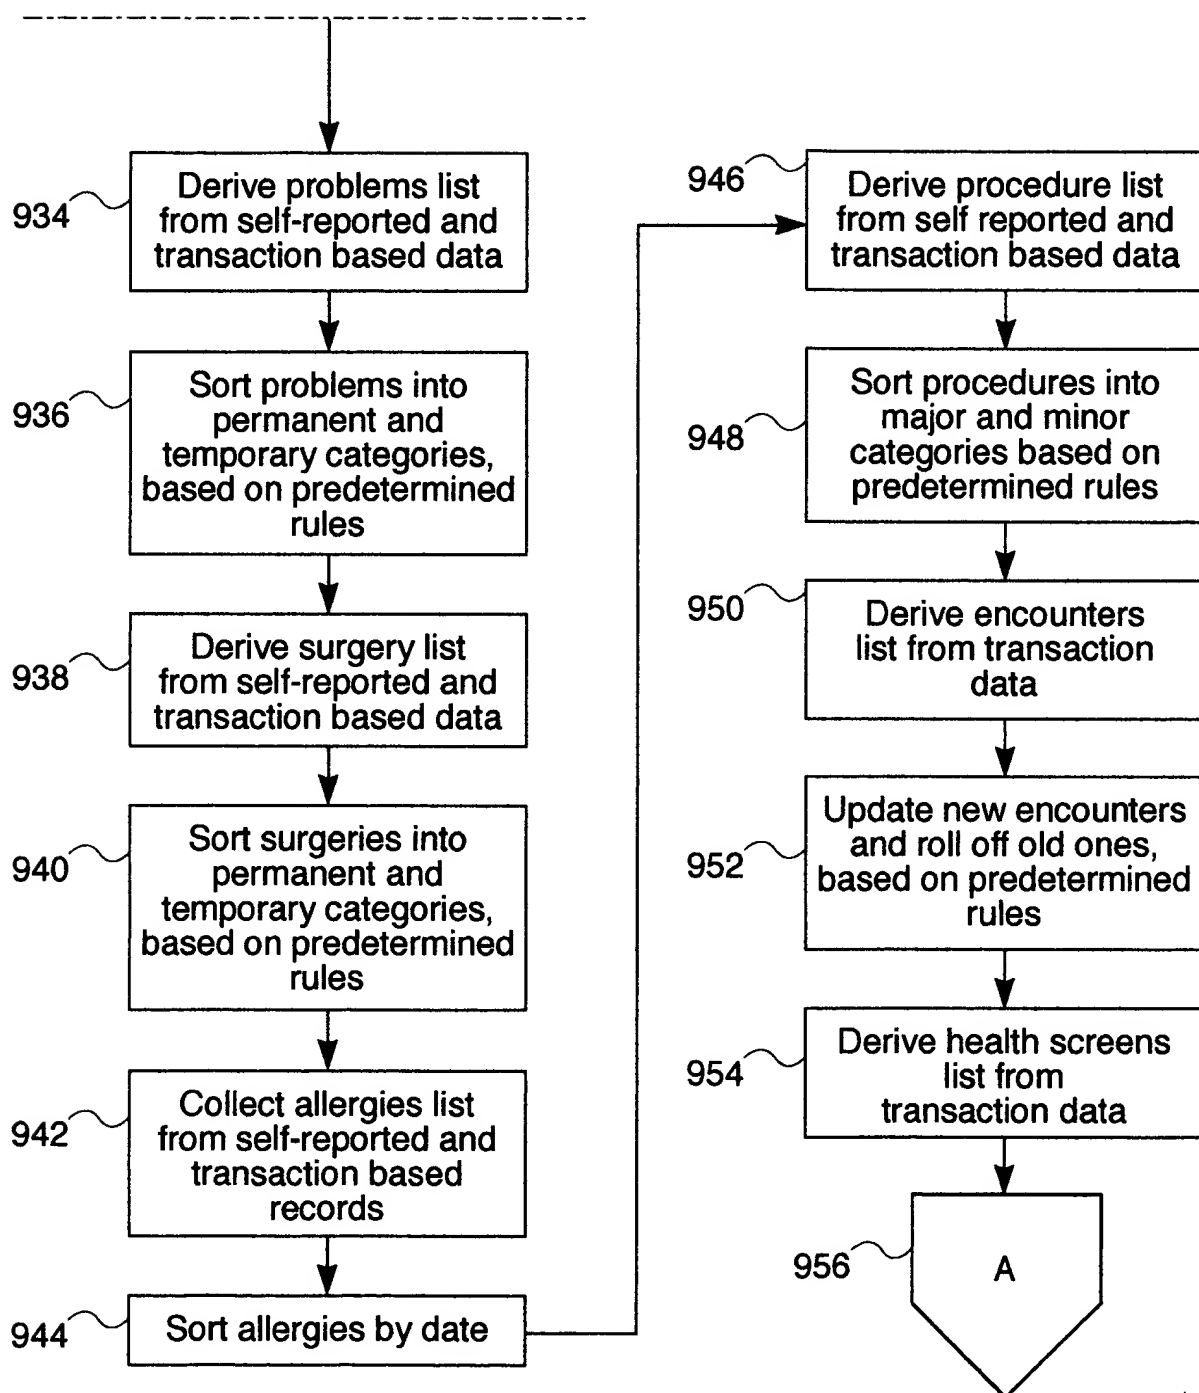 934
Derive problems list
from self-reported and
transaction based data
936
Sort problems into
permanent and
temporary categories,
based on predetermined
rules
938
Derive surgery list
from self-reported and
transaction based data
940
Sort surgeries into
permanent and
temporary categories,
based on predetermined
rules
942
Collect allergies list
from self-reported and
transaction based
records
944
Sort allergies by date
946
Derive procedure list
from self reported and
transaction based data
948
Sort procedures into
major and minor
categories based on
predetermined rules
950
Derive encounters
list from transaction
data
952
Update new encounters
and roll off old ones,
based on predetermined
rules
954
Derive health screens
list from
transaction data
956
A